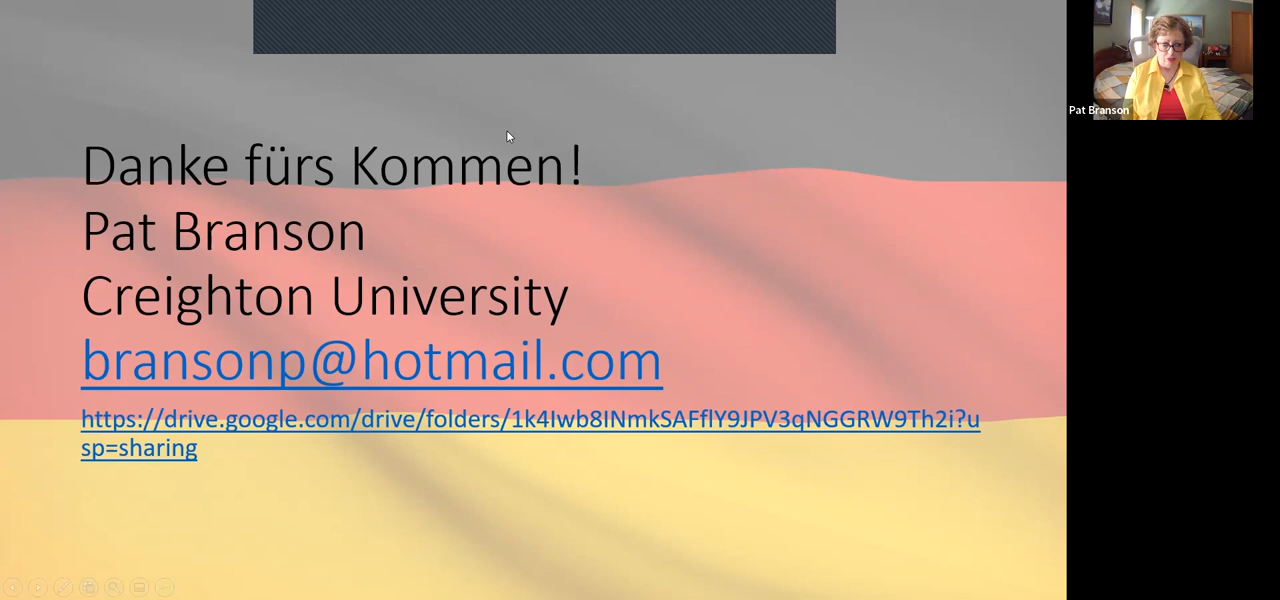 Danke fürs Kommen!
Pat Branson
Creighton University
bransonp@hotmail.com
https://drive.google.com/drive/folders/1k4Iwb8INmkSAFflY9JPV3qNGGRW9Th2i?u
sp=sharing
Pat Branson